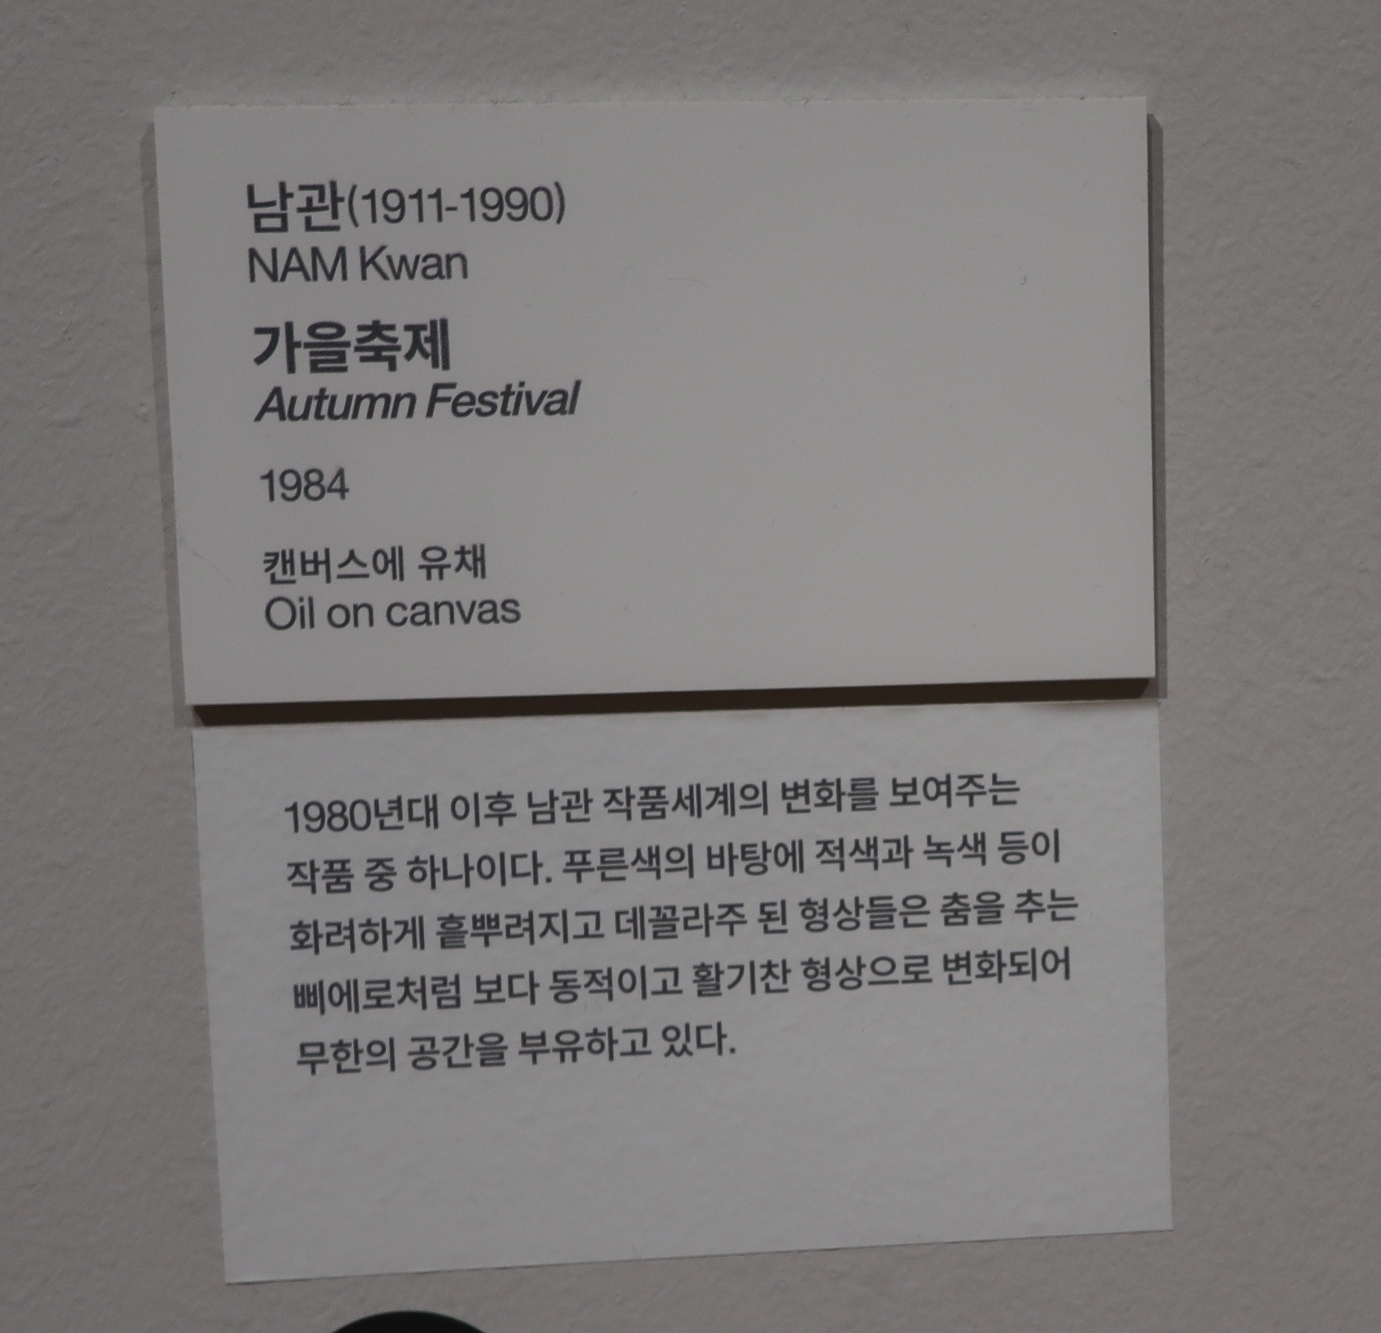 남관(1911-1990)
NAM Kwan
가을축제
Autumn Festival
1984
캔버스에 유채
Oil on canvas
1980년대 이후 남관 작품세계의 변화를 보여주는
작품 중 하나이다. 푸른색의 바탕에 적색과 녹색 등이
화려하게 흩뿌려지고 데꼴라주 된 형상들은 춤을 추는
삐에로처럼 보다 동적이고 활기찬 형상으로 변화되어
무한의 공간을 부유하고 있다.